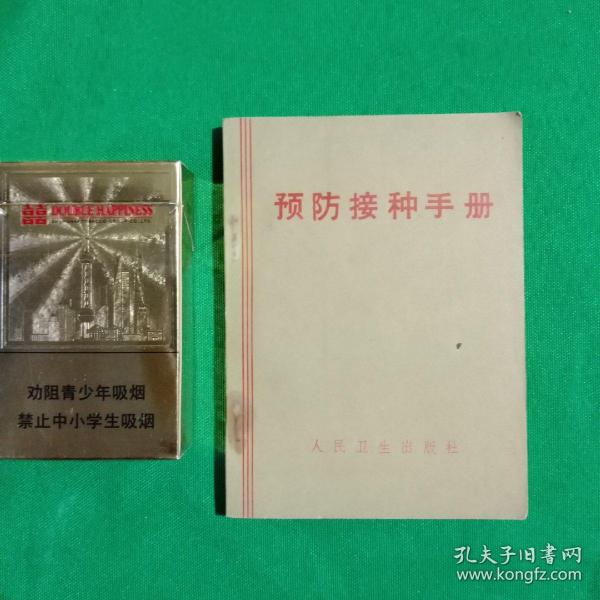 囍 DOUBLE HAPPINESS
劝阻青少年吸烟
禁止中小学生吸烟
预防接种手册
人民卫生出版社
孔夫子旧书网
www.kongfz.com